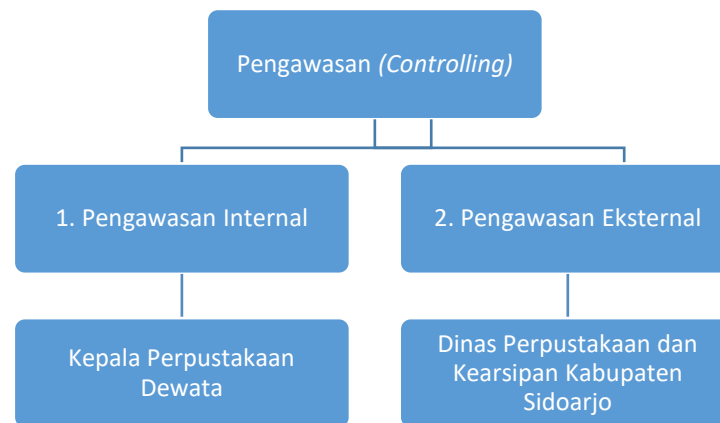 Pengawasan (Controlling)
1. Pengawasan Internal
2. Pengawasan Eksternal
Kepala Perpustakaan
Dewata
Dinas Perpustakaan dan
Kearsipan Kabupaten
Sidoarjo